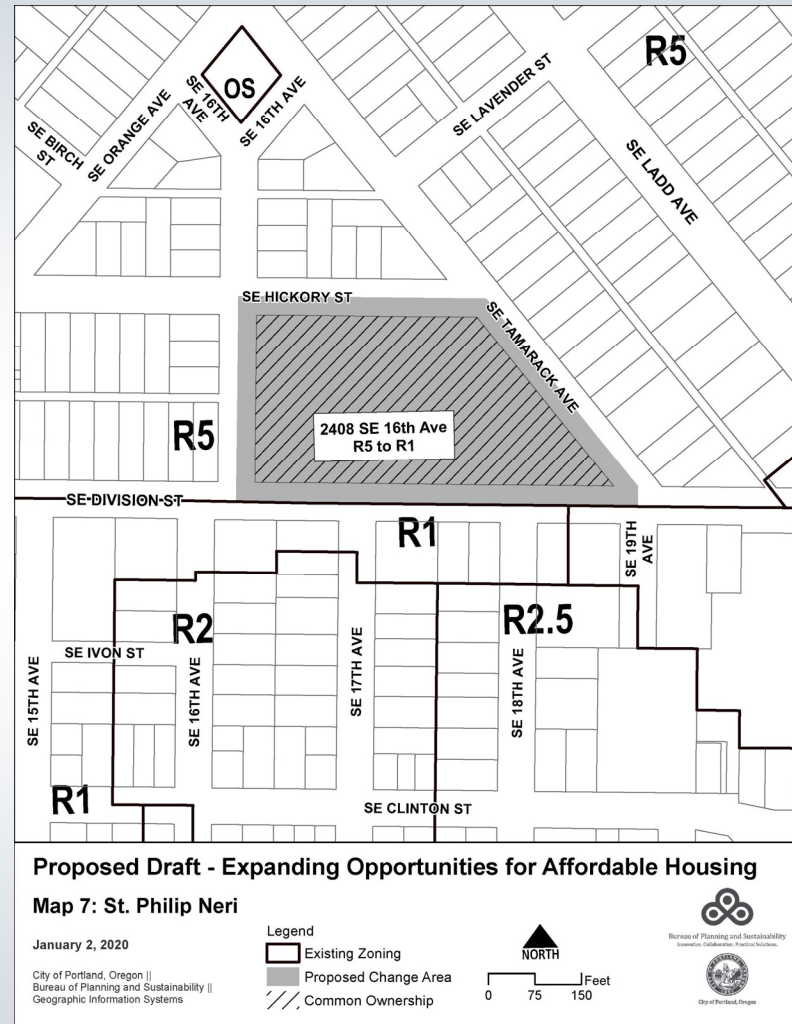 R5
OS
SE 16TH
AVE
SE 16TH AVE
SE ORANGE AVE
SE BIRCH
ST
SE LAVENDER ST
SE LADD AVE
SE HICKORY ST
SE TAMARACK AVE
2408 SE 16th Ave
R5 to R1
R5
SE DIVISION ST
R1
SE 19TH
AVE
R2
R2.5
SE IVON ST
SE 15TH AVE
SE 16TH AVE
SE 17TH AVE
SE 18TH AVE
R1
SE CLINTON ST
Proposed Draft - Expanding Opportunities for Affordable Housing
Map 7: St. Philip Neri
January 2, 2020
City of Portland, Oregon ||
Bureau of Planning and Sustainability ||
Geographic Information Systems
Legend
Existing Zoning
Proposed Change Area
Common Ownership
NORTH
Feet
0 75 150
Bureau of Planning and Sustainability
Innovation. Collaboration. Practical Solutions.
City of Portland, Oregon